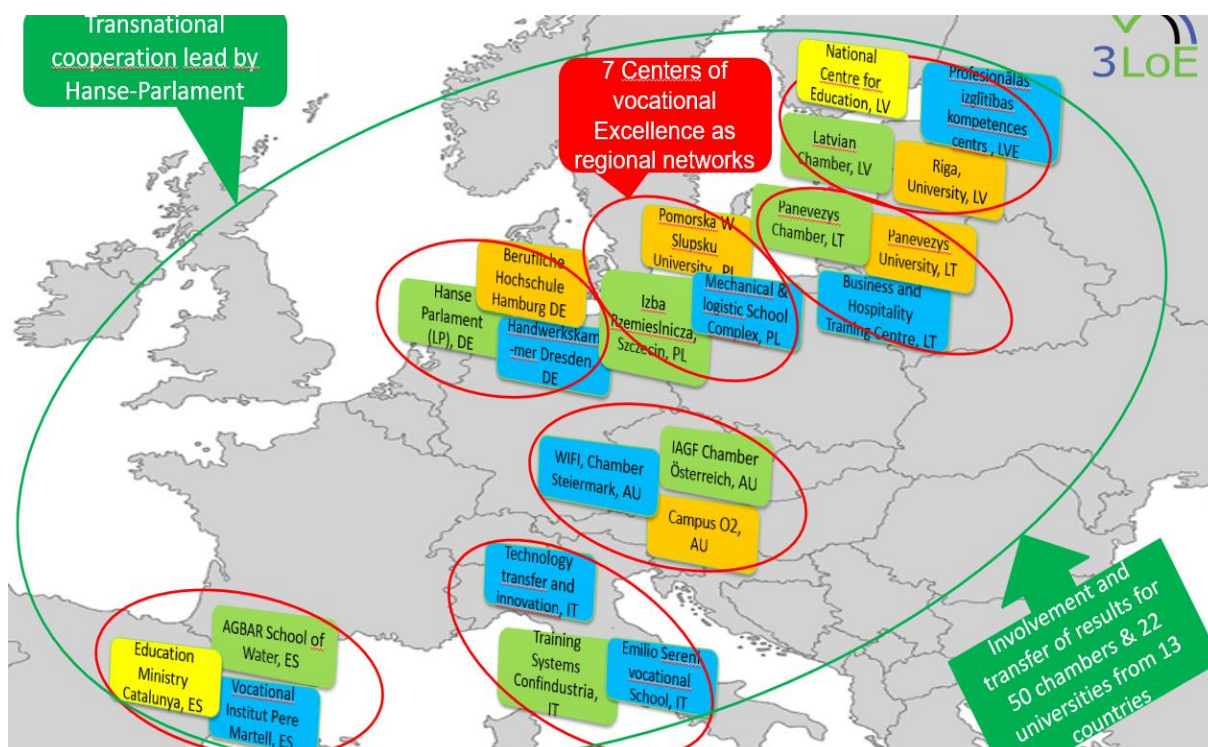 Transnational
cooperation lead by
Hanse-Parlament
7 Centers of
vocational
Excellence as
regional networks
3LoE
National
Centre for
Education, LV
Profesionālas
izglītības
kompetences
centrs , LVE
Latvian
Chamber, LV
Riga,
University, LV
Panevezys
Chamber, LT
Panevezys
University, LT
Business and
Hospitality
Training Centre, LT
Pomorska W
Slupsku
University, PL
Mechanical &
logistic School
Complex, PL
Izba
Rzemieslnicza,
Szczecin, PL
Berufliche
Hochschule
Hamburg DE
Hanse
Parlament
(LP), DE
Handwerkskam
-mer Dresden,
DE
WIFI, Chamber
Steiermark, AU
IAGF Chamber
Österreich, AU
Campus O2,
AU
Technology
transfer and
innovation, IT
Training
Systems
Confindustria,
IT
Emilio Sereni
vocational
School, IT
AGBAR School of
Water, ES
Education
Ministry
Catalunya, ES
Vocational
Institut Pere
Martell, ES
Involvement and
transfer of results for
50 chambers & 22
universities from 13
countries